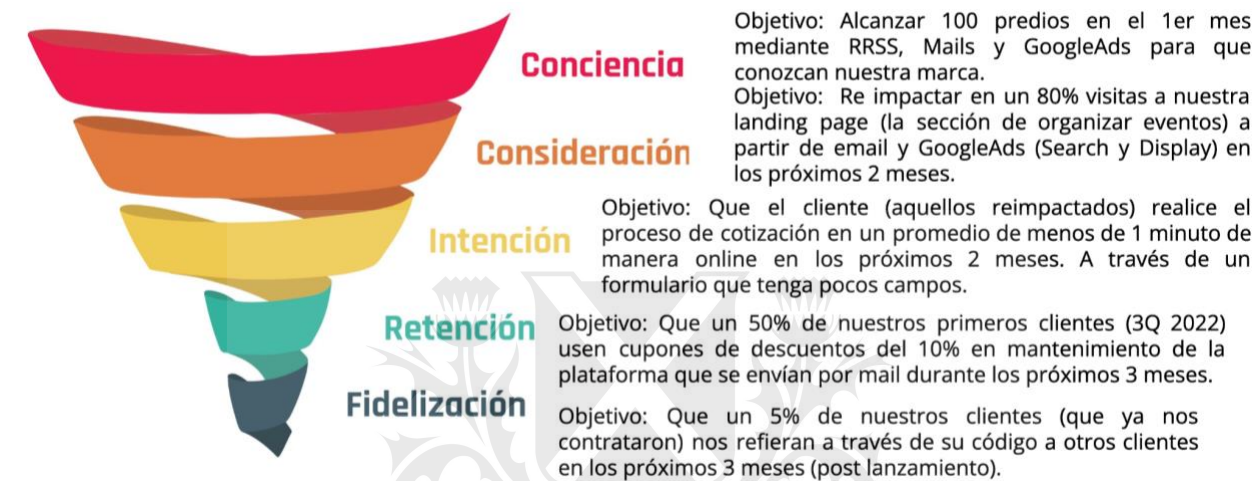 Conciencia
Objetivo: Alcanzar 100 predios en el 1er mes
mediante RRSS, Mails y GoogleAds para que
conozcan nuestra marca.
Consideración
Objetivo: Re impactar en un 80% visitas a nuestra
landing page (la sección de organizar eventos) a
partir de email y GoogleAds (Search y Display) en
los próximos 2 meses.
Intención
Objetivo: Que el cliente (aquellos reimpactados) realice el
proceso de cotización en un promedio de menos de 1 minuto de
manera online en los próximos 2 meses. A través de un
formulario que tenga pocos campos.
Retención
Objetivo: Que un 50% de nuestros primeros clientes (3Q 2022)
usen cupones de descuentos del 10% en mantenimiento de la
plataforma que se envían por mail durante los próximos 3 meses.
Fidelización
Objetivo: Que un 5% de nuestros clientes (que ya nos
contrataron) nos refieran a través de su código a otros clientes
en los próximos 3 meses (post lanzamiento).